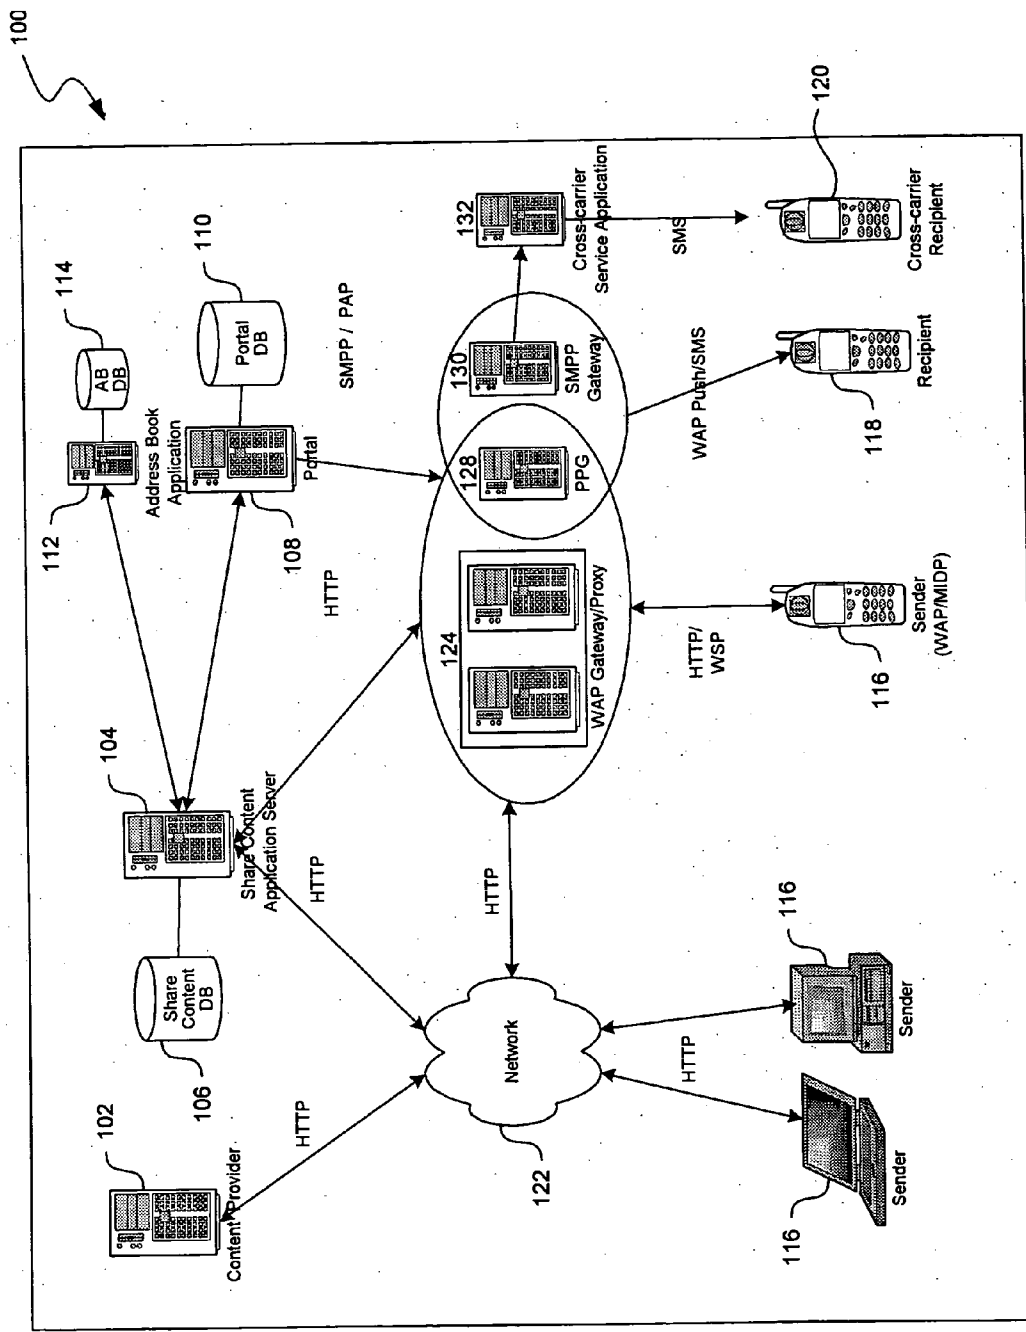 100
102
Content Provider
HTTP
106
Share
Content
DB
104
Share Content
Application Server
HTTP
HTTP
112
Address Book
Application
114
AB
DB
108
Portal
110
Portal
DB
SMPP / PAP
122
Network
HTTP
124
WAP Gateway/Proxy
128
PPG
130
SMPP
Gateway
132
Cross-carrier
Service Application
HTTP
116
Sender
116
Sender
HTTP/
WSP
116
Sender
(WAP/MIDP)
WAP Push/SMS
118
Recipient
SMS
120
Cross-carrier
Recipient